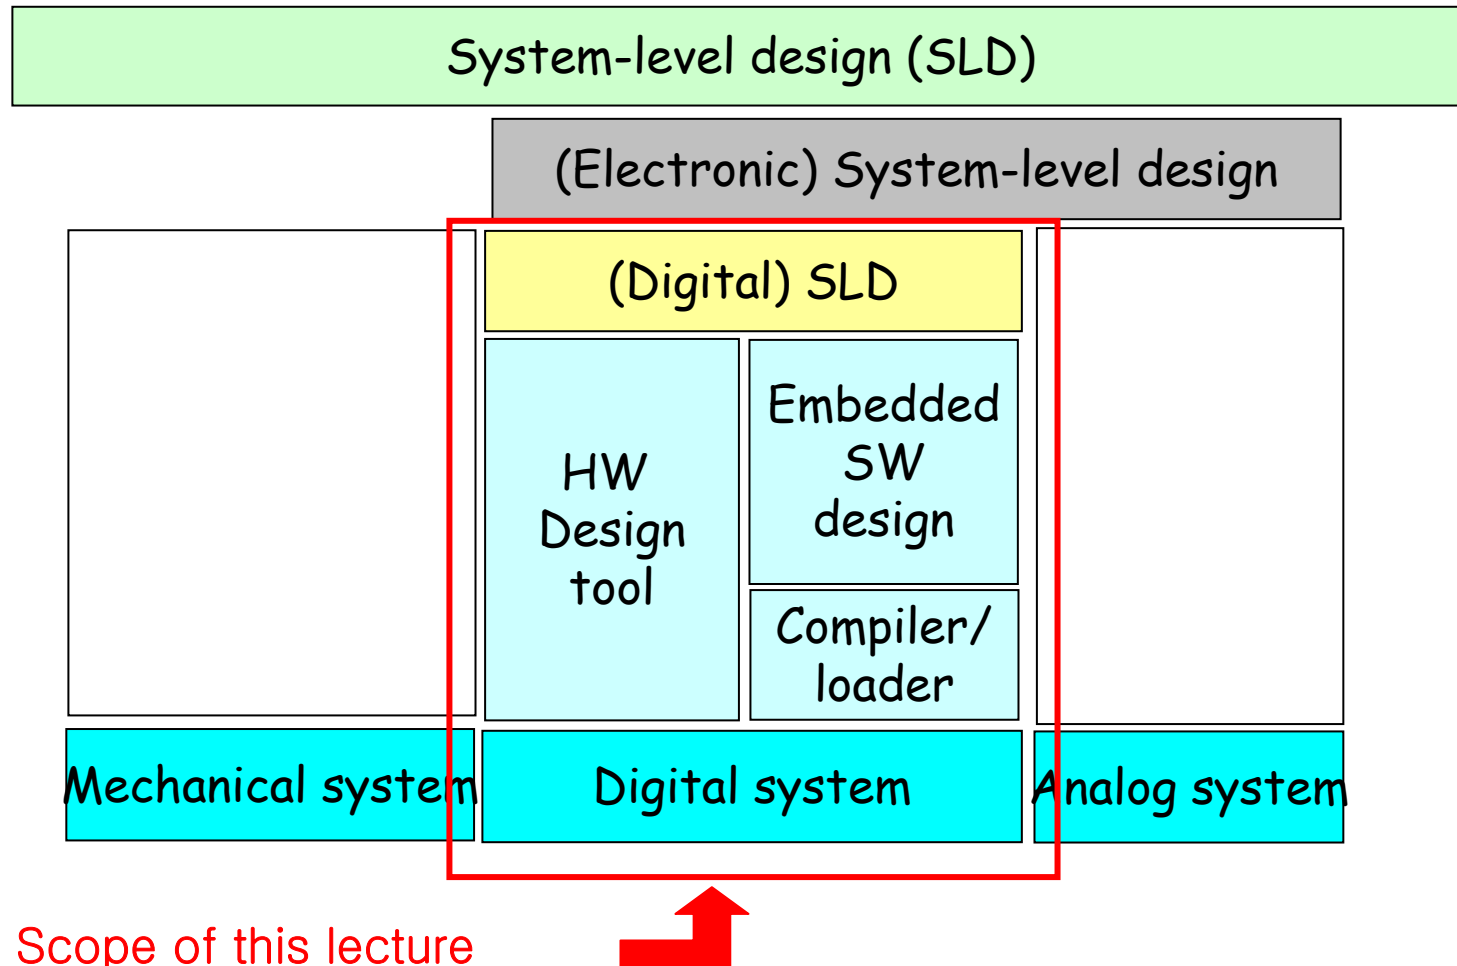 System-level design (SLD)
(Electronic) System-level design
(Digital) SLD
HW
Design
tool
Embedded
SW
design
Compiler/
loader
Mechanical system
Digital system
Analog system
Scope of this lecture